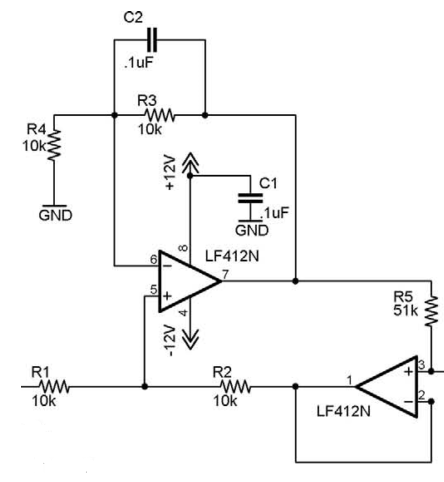 C2
.1uF
R3
10k
R4
10k
GND
+12V
C1
.1uF
GND
8
LF412N
6
−
7
5
+
4
-12V
R5
51k
R1
10k
R2
10k
1
+
3
−
2
LF412N